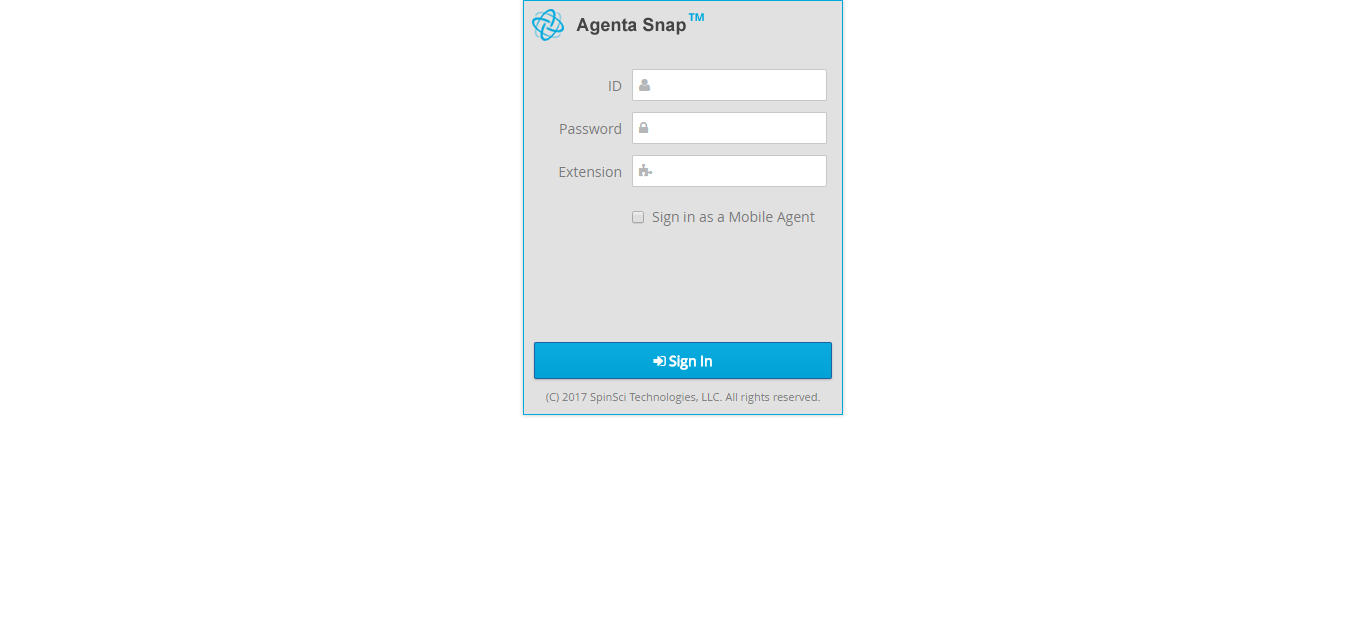 Agenta Snap™
ID
Password
Extension
Sign in as a Mobile Agent
Sign In
(C) 2017 SpinSci Technologies, LLC. All rights reserved.